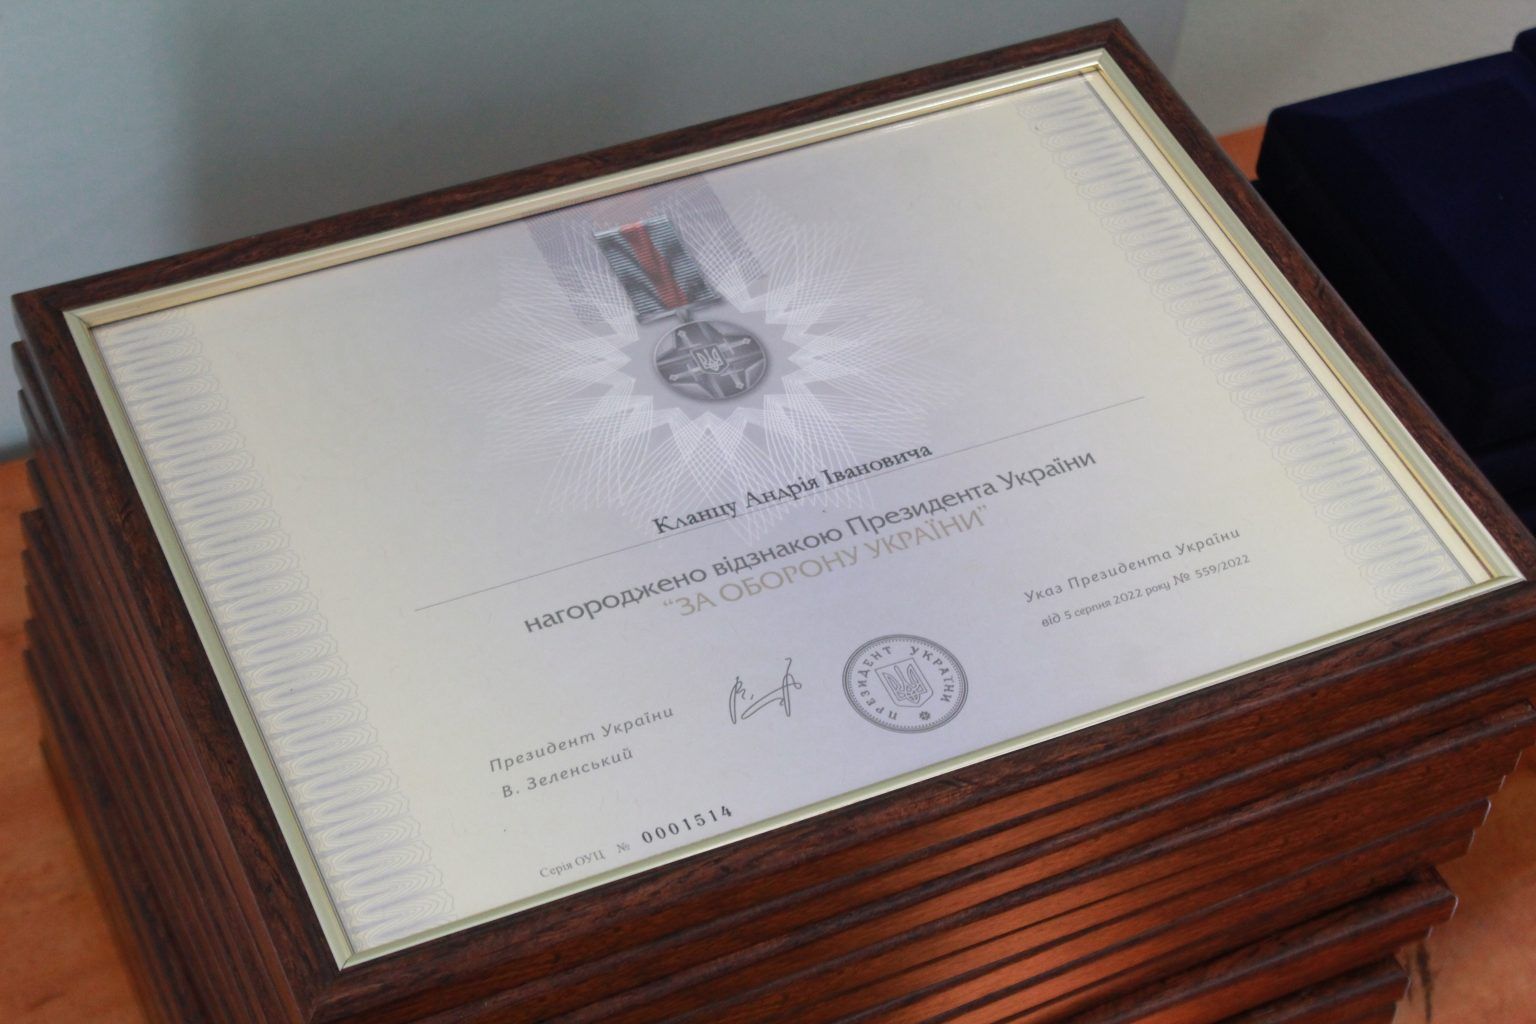 Кланцу Андрія Івановича
нагороджено відзнакою Президента України
“ЗА ОБОРОНУ УКРАЇНИ”
Указ Президента України
від 5 серпня 2022 року № 559/2022
Президент України
В. Зеленський
ПРЕЗИДЕНТ УКРАЇНИ
Серія ОУЦ № 0001514